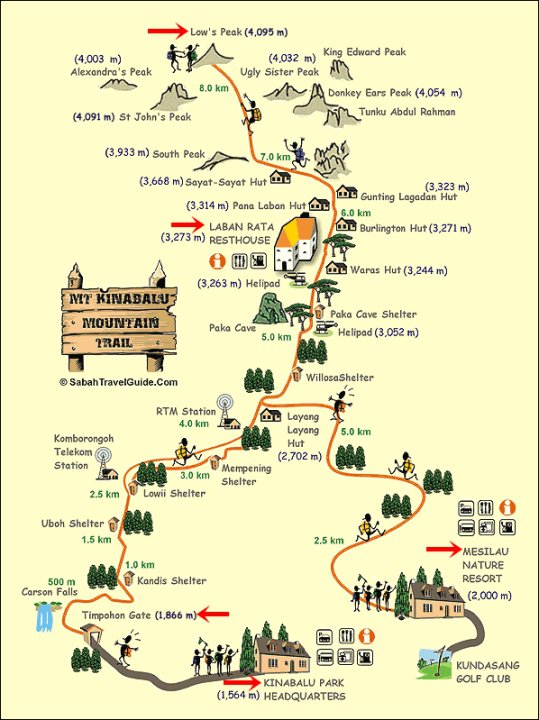 Low's Peak (4,095 m)
King Edward Peak
(4,003 m)
Alexandra's Peak
(4,032 m)
Ugly Sister Peak
Donkey Ears Peak (4,054 m)
8.0 km
Tunku Abdul Rahman
(4,091 m) St John's Peak
(3,933 m) South Peak
7.0 km
(3,668 m) Sayat-Sayat Hut
(3,323 m)
Gunting Lagadan Hut
(3,314 m) Pana Laban Hut
6.0 km
LABAN RATA
RESTHOUSE
(3,273 m)
Burlington Hut (3,271 m)
Waras Hut (3,244 m)
(3,263 m) Helipad
MT KINABALU
MOUNTAIN
TRAIL
© SabahTravelGuide.Com
Paka Cave
Paka Cave Shelter
5.0 km
Helipad (3,052 m)
WillosaShelter
RTM Station
4.0 km
Layang
Layang
Hut
(2,702 m)
5.0 km
Komborongoh
Telekom
Station
3.0 km
Mempening
Shelter
2.5 km
Lowii Shelter
Uboh Shelter
1.5 km
2.5 km
MESILAU
NATURE
RESORT
(2,000 m)
1.0 km
500 m
Kandis Shelter
Carson Falls
Timpohon Gate (1,866 m)
KUNDASANG
GOLF CLUB
KINABALU PARK
(1,564 m) HEADQUARTERS